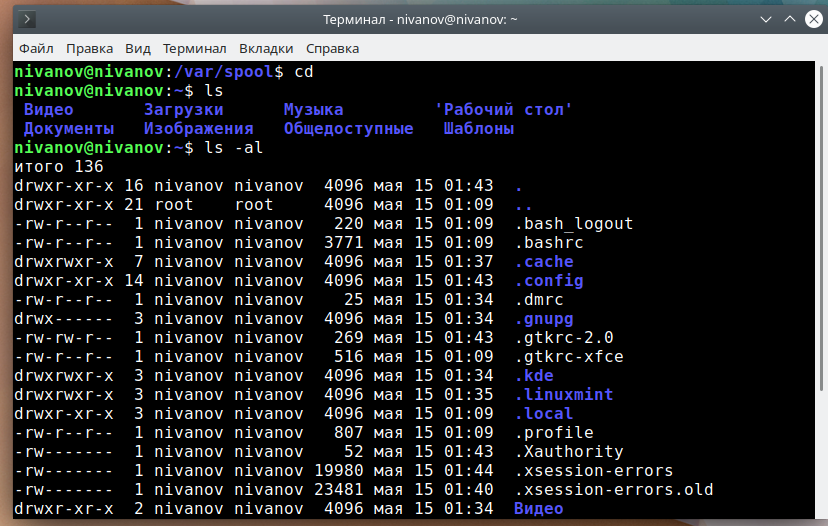 Терминал - nivanov@nivanov: ~
Файл Правка Вид Терминал Вкладки Справка
nivanov@nivanov:/var/spool$ cd
nivanov@nivanov:~$ ls
Видео Загрузки Музыка 'Рабочий стол'
Документы Изображения Общедоступные Шаблоны
nivanov@nivanov:~$ ls -al
итого 136
drwxr-xr-x 16 nivanov nivanov 4096 мая 15 01:43 .
drwxr-xr-x 21 root root 4096 мая 15 01:09 ..
-rw-r--r-- 1 nivanov nivanov 220 мая 15 01:09 .bash_logout
-rw-r--r-- 1 nivanov nivanov 3771 мая 15 01:09 .bashrc
drwxrwxr-x 7 nivanov nivanov 4096 мая 15 01:37 .cache
drwxr-xr-x 14 nivanov nivanov 4096 мая 15 01:43 .config
-rw-r--r-- 1 nivanov nivanov 25 мая 15 01:34 .dmrc
drwx------ 3 nivanov nivanov 4096 мая 15 01:34 .gnupg
-rw-rw-r-- 1 nivanov nivanov 269 мая 15 01:43 .gtkrc-2.0
-rw-r--r-- 1 nivanov nivanov 516 мая 15 01:09 .gtkrc-xfce
drwxrwxr-x 3 nivanov nivanov 4096 мая 15 01:34 .kde
drwxrwxr-x 3 nivanov nivanov 4096 мая 15 01:35 .linuxmint
drwxr-xr-x 3 nivanov nivanov 4096 мая 15 01:09 .local
-rw-r--r-- 1 nivanov nivanov 807 мая 15 01:09 .profile
-rw------- 1 nivanov nivanov 52 мая 15 01:43 .Xauthority
-rw------- 1 nivanov nivanov 19980 мая 15 01:44 .xsession-errors
-rw------- 1 nivanov nivanov 23481 мая 15 01:40 .xsession-errors.old
drwxr-xr-x 2 nivanov nivanov 4096 мая 15 01:34 Видео